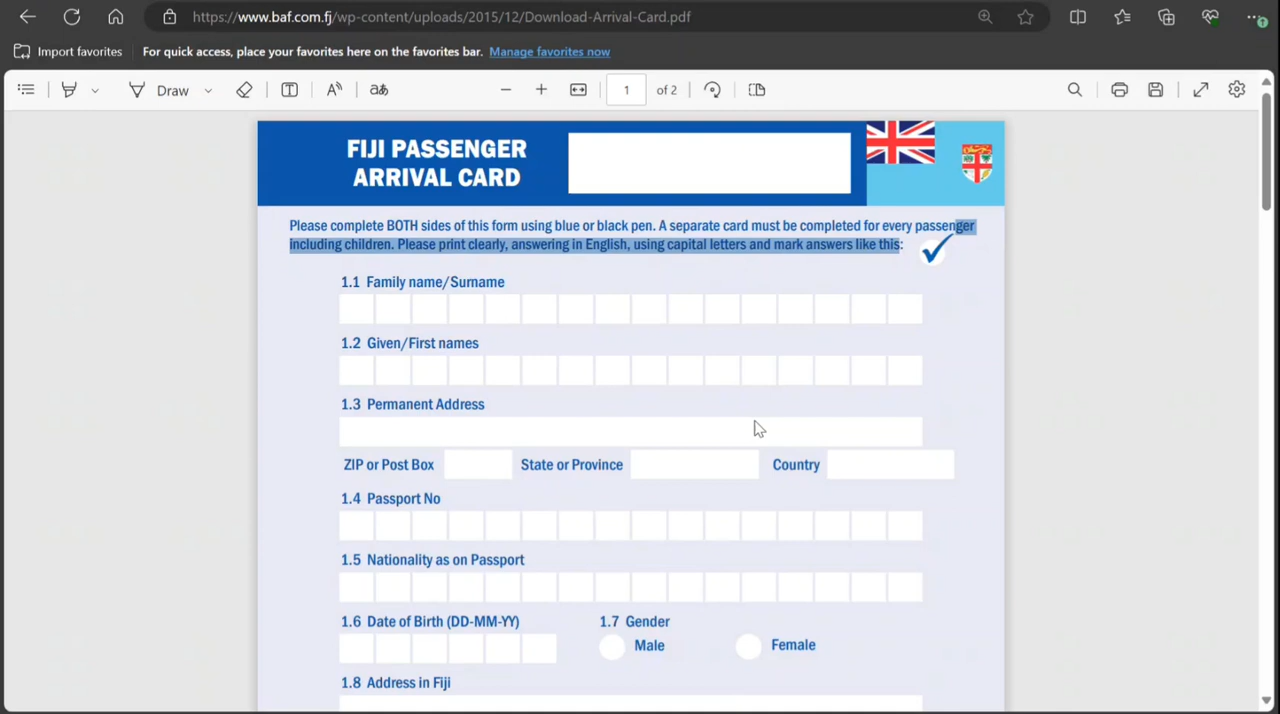 https://www.baf.com.fj/wp-content/uploads/2015/12/Download-Arrival-Card.pdf
Import favorites For quick access, place your favorites here on the favorites bar. Manage favorites now
Draw 1 of 2
FIJI PASSENGER
ARRIVAL CARD
Please complete BOTH sides of this form using blue or black pen. A separate card must be completed for every passenger
including children. Please print clearly, answering in English, using capital letters and mark answers like this:
1.1 Family name/Surname
1.2 Given/First names
1.3 Permanent Address
ZIP or Post Box State or Province Country
1.4 Passport No
1.5 Nationality as on Passport
1.6 Date of Birth (DD-MM-YY) 1.7 Gender
Male Female
1.8 Address in Fiji